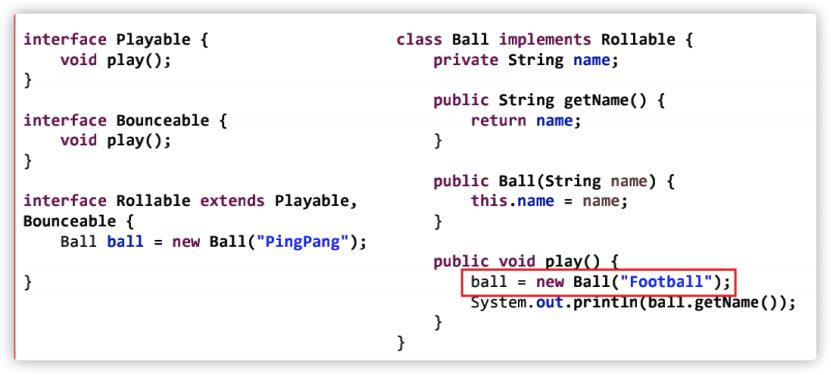 interface Playable {
    void play();
}
interface Bounceable {
    void play();
}
interface Rollable extends Playable,
Bounceable {
    Ball ball = new Ball("PingPang");
}
class Ball implements Rollable {
    private String name;
    public String getName() {
        return name;
    }
    public Ball(String name) {
        this.name = name;
    }
    public void play() {
        ball = new Ball("Football");
        System.out.println(ball.getName());
    }
}